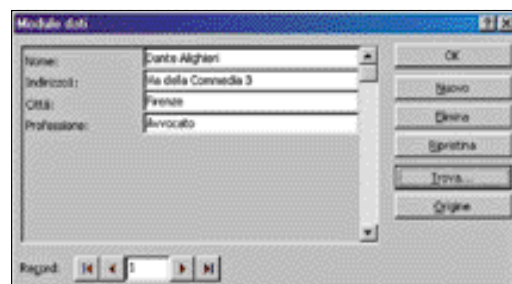 Modulo dati
Nome: Dante Alighieri
Indirizzo1: Via della Commedia 3
Città: Firenze
Professione: Avvocato
OK
Nuovo
Elimina
Ripristina
Trova...
Origine
Record: 1